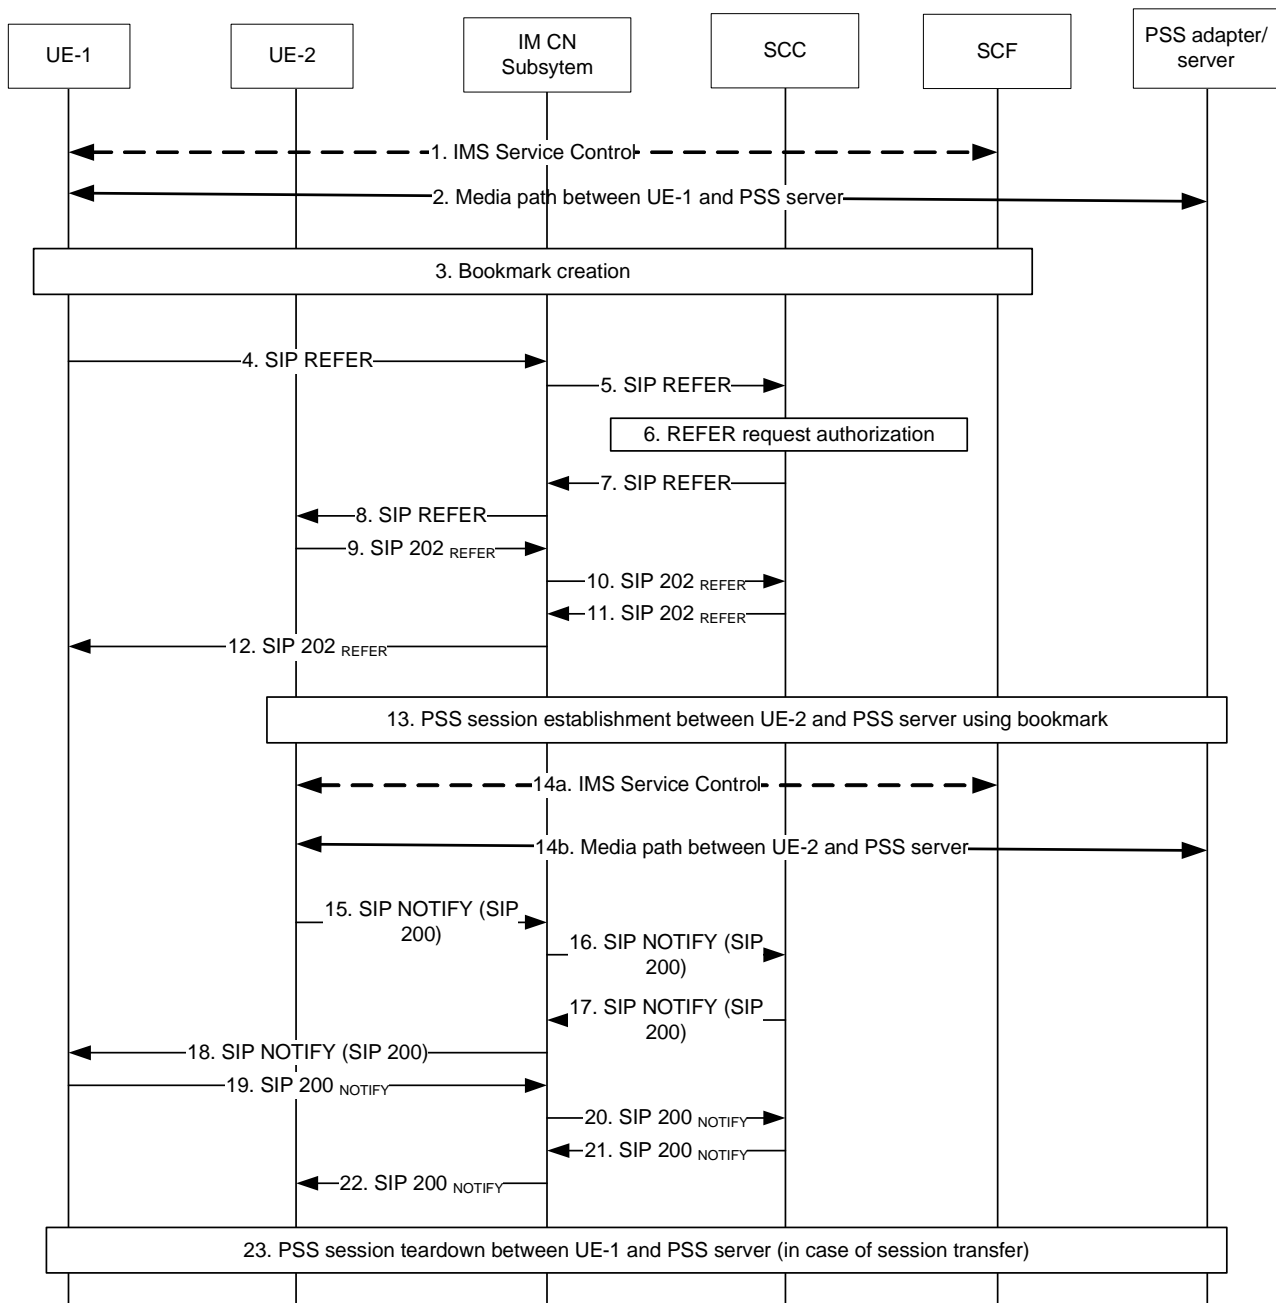 UE-1
UE-2
IM CN
Subsytem
SCC
SCF
PSS adapter/
server
1. IMS Service Control
2. Media path between UE-1 and PSS server
3. Bookmark creation
4. SIP REFER
5. SIP REFER
6. REFER request authorization
7. SIP REFER
8. SIP REFER
9. SIP 202 REFER
10. SIP 202 REFER
11. SIP 202 REFER
12. SIP 202 REFER
13. PSS session establishment between UE-2 and PSS server using bookmark
14a. IMS Service Control
14b. Media path between UE-2 and PSS server
15. SIP NOTIFY (SIP
200)
16. SIP NOTIFY (SIP
200)
17. SIP NOTIFY (SIP
200)
18. SIP NOTIFY (SIP 200)
19. SIP 200 NOTIFY
20. SIP 200 NOTIFY
21. SIP 200 NOTIFY
22. SIP 200 NOTIFY
23. PSS session teardown between UE-1 and PSS server (in case of session transfer)